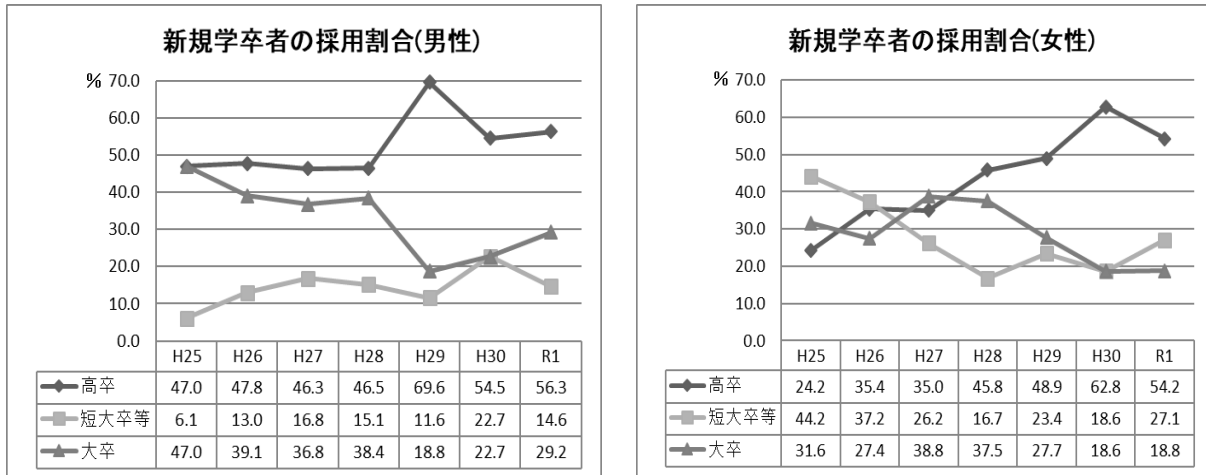 新規学卒者の採用割合(男性)
% 70.0
60.0
50.0
40.0
30.0
20.0
10.0
0.0
H25 H26 H27 H28 H29 H30 R1
高卒 47.0 47.8 46.3 46.5 69.6 54.5 56.3
短大卒等 6.1 13.0 16.8 15.1 11.6 22.7 14.6
大卒 47.0 39.1 36.8 38.4 18.8 22.7 29.2
新規学卒者の採用割合(女性)
% 70.0
60.0
50.0
40.0
30.0
20.0
10.0
0.0
H25 H26 H27 H28 H29 H30 R1
高卒 24.2 35.4 35.0 45.8 48.9 62.8 54.2
短大卒等 44.2 37.2 26.2 16.7 23.4 18.6 27.1
大卒 31.6 27.4 38.8 37.5 27.7 18.6 18.8